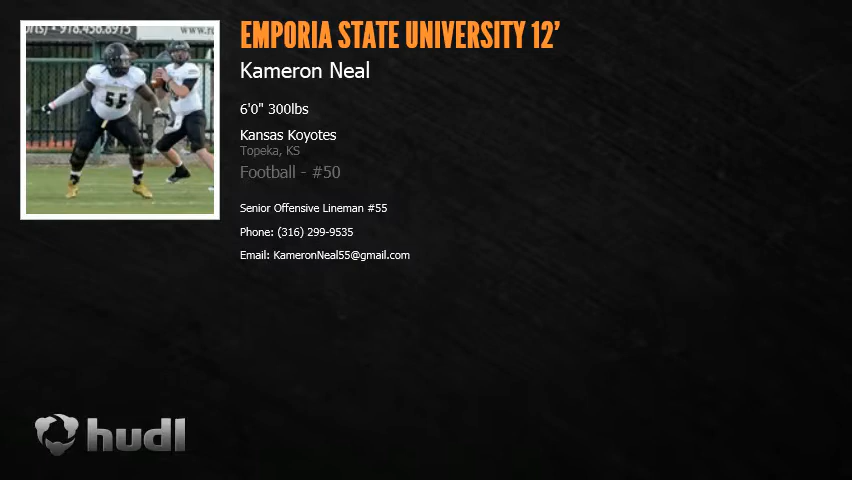 EMPORIA STATE UNIVERSITY 12'
Kameron Neal
6'0" 300lbs
Kansas Koyotes
Topeka, KS
Football - #50
Senior Offensive Lineman #55
Phone: (316) 299-9535
Email: KameronNeal55@gmail.com
55
hudl